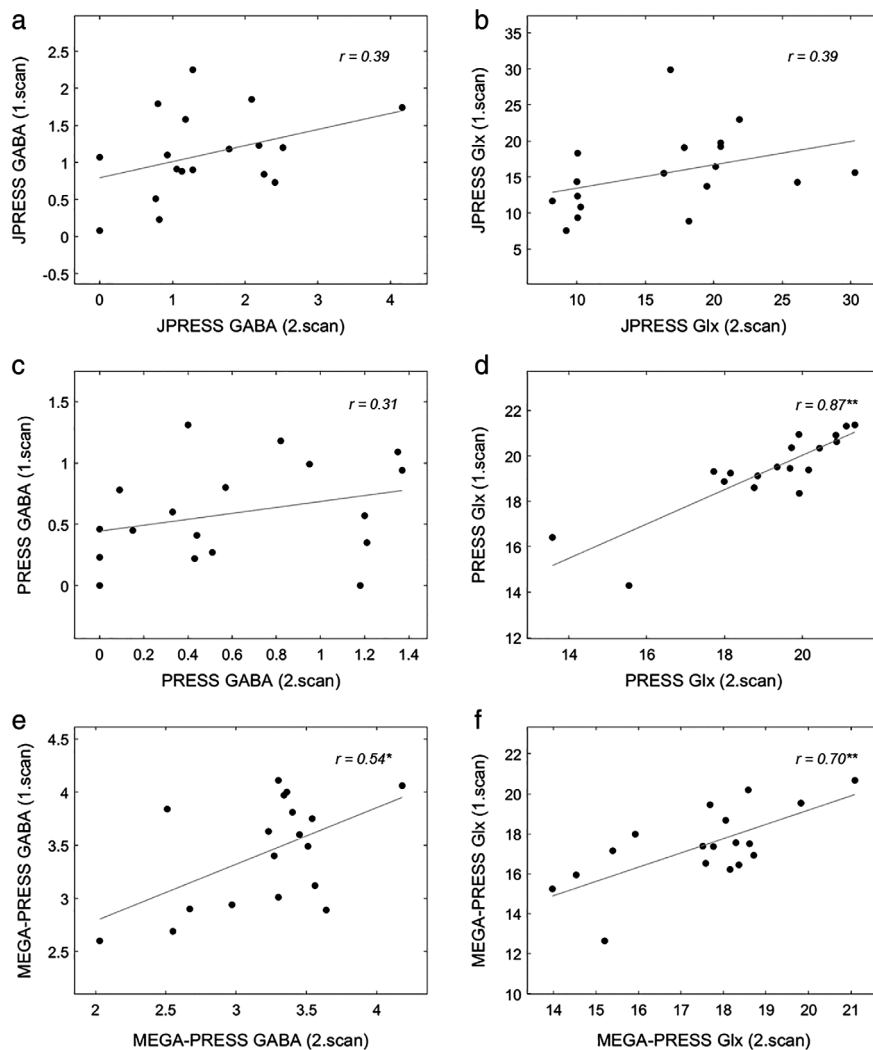 a
r = 0.39
JPRESS GABA (1.scan)
2.5
2
1.5
1
0.5
0
-0.5
0 1 2 3 4
JPRESS GABA (2.scan)
b
r = 0.39
JPRESS Glx (1.scan)
35
30
25
20
15
10
5
10 15 20 25 30
JPRESS Glx (2.scan)
c
r = 0.31
PRESS GABA (1.scan)
1.5
1
0.5
0
0 0.2 0.4 0.6 0.8 1 1.2 1.4
PRESS GABA (2.scan)
d
r = 0.87**
PRESS Glx (1.scan)
22
20
18
16
14
12
14 16 18 20
PRESS Glx (2.scan)
e
r = 0.54*
MEGA-PRESS GABA (1.scan)
4.5
4
3.5
3
2.5
2 2.5 3 3.5 4
MEGA-PRESS GABA (2.scan)
f
r = 0.70**
MEGA-PRESS Glx (1.scan)
22
20
18
16
14
12
10
14 15 16 17 18 19 20 21
MEGA-PRESS Glx (2.scan)